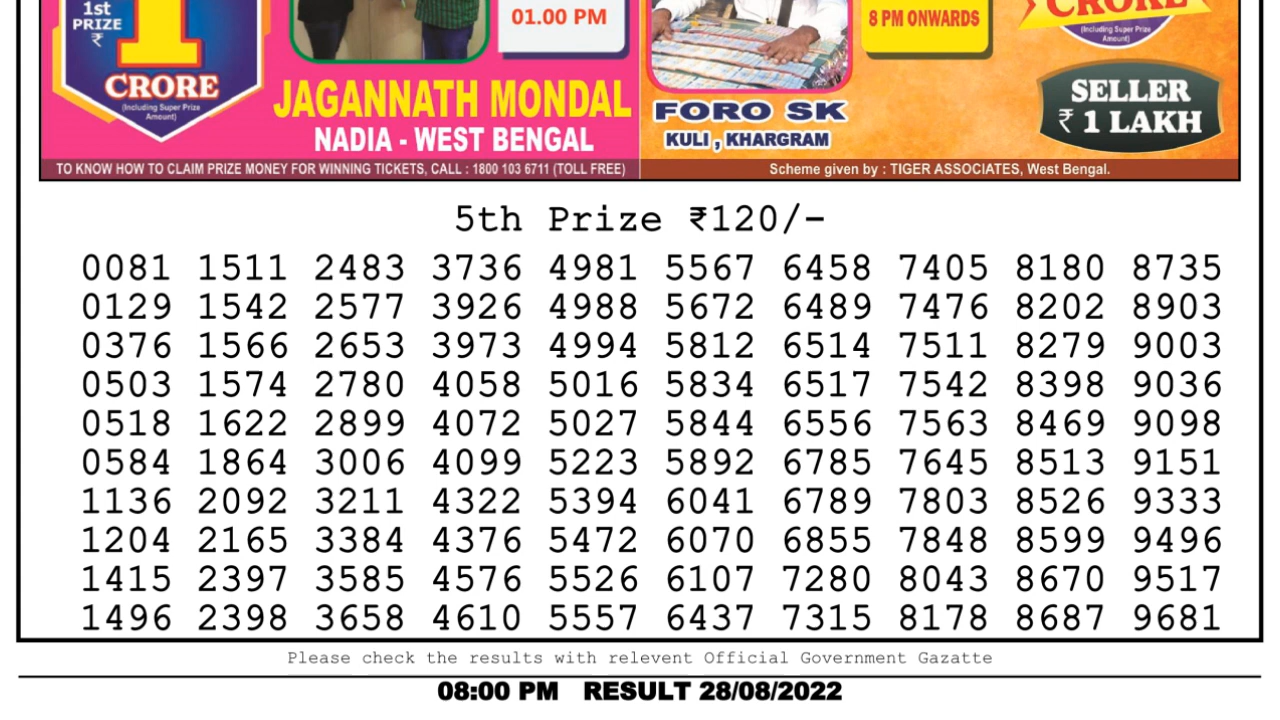 1st
PRIZE
₹
1
CRORE
(Including Super Prize
Amount)
01.00 PM
JAGANNATH MONDAL
NADIA - WEST BENGAL
TO KNOW HOW TO CLAIM PRIZE MONEY FOR WINNING TICKETS, CALL : 1800 103 6711 (TOLL FREE)
8 PM ONWARDS
FORO SK
KULI , KHARGRAM
CRORE
(Including Super Prize
Amount)
SELLER
₹ 1 LAKH
Scheme given by : TIGER ASSOCIATES, West Bengal.
5th Prize ₹120/-
0081 1511 2483 3736 4981 5567 6458 7405 8180 8735
0129 1542 2577 3926 4988 5672 6489 7476 8202 8903
0376 1566 2653 3973 4994 5812 6514 7511 8279 9003
0503 1574 2780 4058 5016 5834 6517 7542 8398 9036
0518 1622 2899 4072 5027 5844 6556 7563 8469 9098
0584 1864 3006 4099 5223 5892 6785 7645 8513 9151
1136 2092 3211 4322 5394 6041 6789 7803 8526 9333
1204 2165 3384 4376 5472 6070 6855 7848 8599 9496
1415 2397 3585 4576 5526 6107 7280 8043 8670 9517
1496 2398 3658 4610 5557 6437 7315 8178 8687 9681
Please check the results with relevent Official Government Gazatte
08:00 PM RESULT 28/08/2022